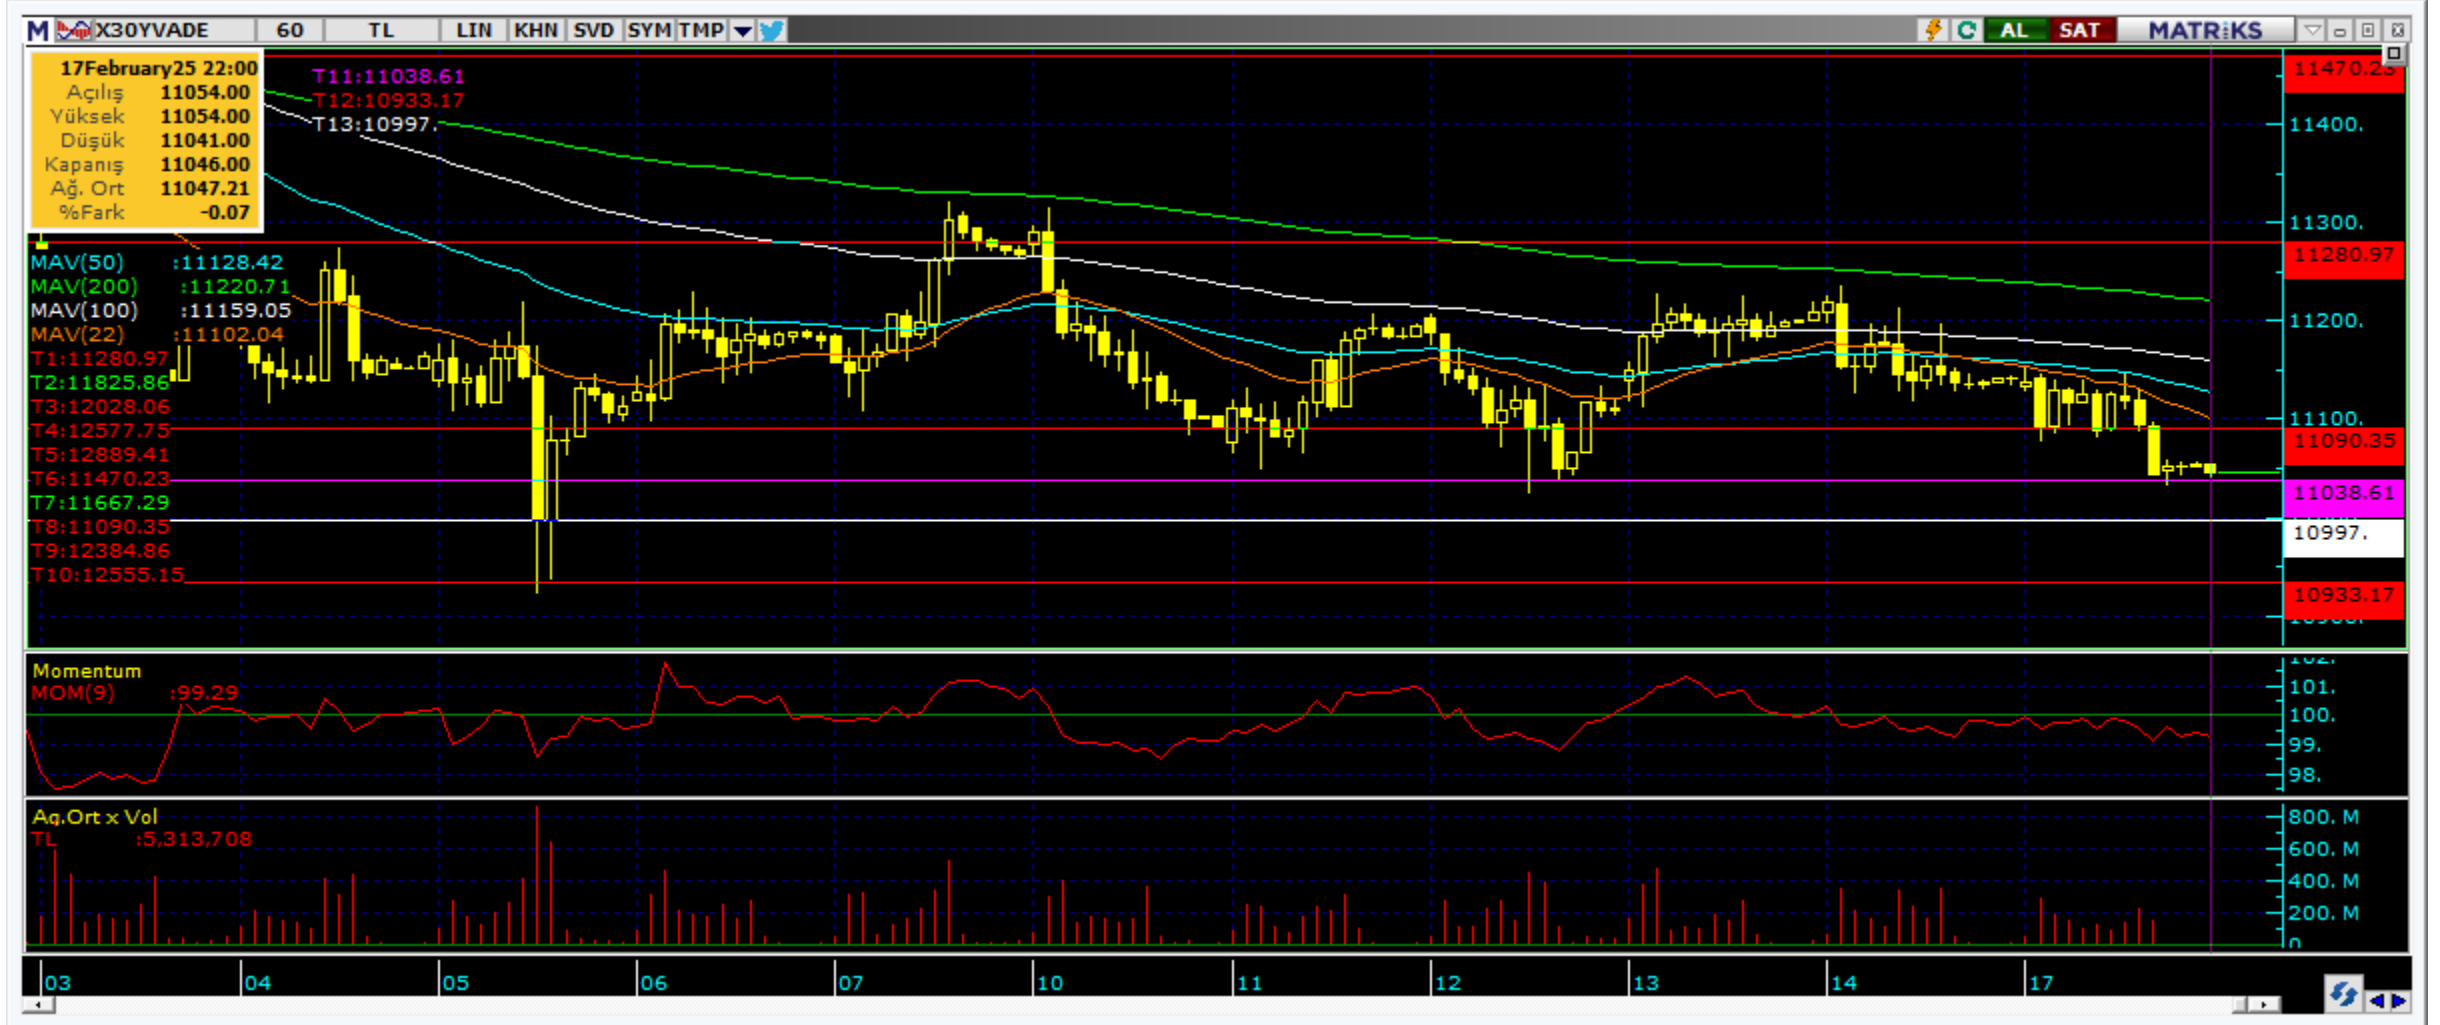 M X30YVADE 60 TL LIN KHN SVD SYM TMP AL SAT MATRiKS
17February25 22:00
Açılış 11054.00
Yüksek 11054.00
Düşük 11041.00
Kapanış 11046.00
Ağ. Ort 11047.21
%Fark -0.07
T11:11038.61
T12:10933.17
T13:10997.
MAV(50) :11128.42
MAV(200) :11220.71
MAV(100) :11159.05
MAV(22) :11102.04
T1:11280.97
T2:11825.86
T3:12028.06
T4:12577.75
T5:12889.41
T6:11470.23
T7:11667.29
T8:11090.35
T9:12384.86
T10:12555.15
11470.23
11400.
11300.
11280.97
11200.
11100.
11090.35
11038.61
10997.
10933.17
Momentum
MOM(9) :99.29
102.
101.
100.
99.
98.
Ag.Ort x Vol
TL :5,313,708
800. M
600. M
400. M
200. M
0
03 04 05 06 07 10 11 12 13 14 17